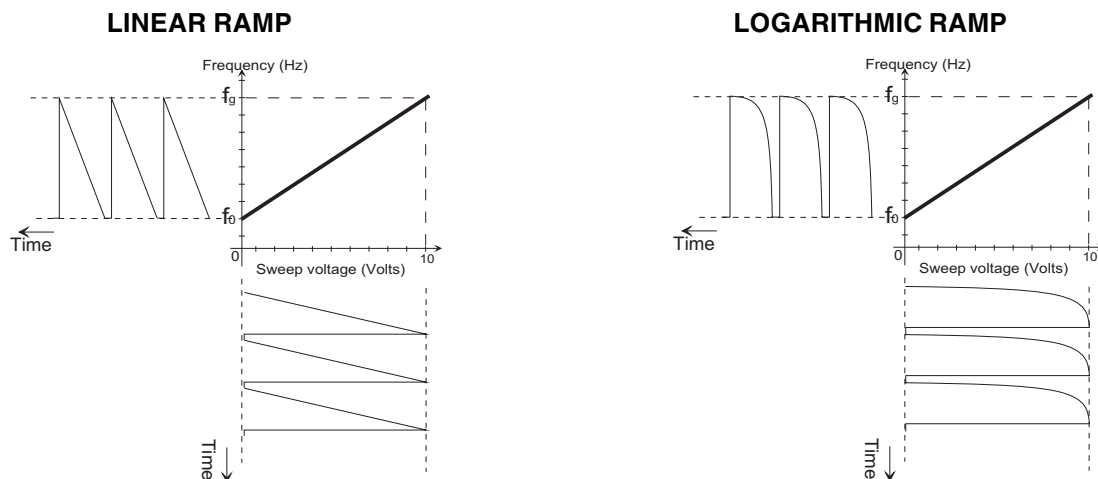 LINEAR RAMP
Frequency (Hz)
fg
f0
Time
0
10
Sweep voltage (Volts)
Time
LOGARITHMIC RAMP
Frequency (Hz)
fg
f0
Time
0
10
Sweep voltage (Volts)
Time